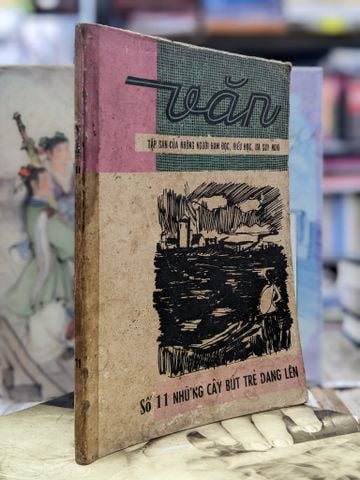 văn
TẬP SAN CỦA NHỮNG NGƯỜI HAM ĐỌC, HIẾU HỌC, ƯA SUY NGHĨ
Số 11 NHỮNG CÂY BÚT TRẺ ĐANG LÊN
11